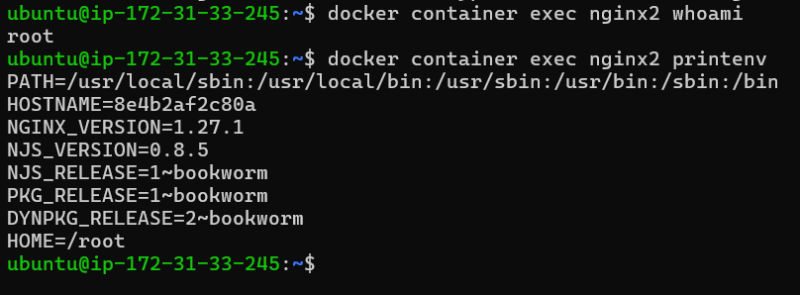 ubuntu@ip-172-31-33-245:~$ docker container exec nginx2 whoami
root
ubuntu@ip-172-31-33-245:~$ docker container exec nginx2 printenv
PATH=/usr/local/sbin:/usr/local/bin:/usr/sbin:/usr/bin:/sbin:/bin
HOSTNAME=8e4b2af2c80a
NGINX_VERSION=1.27.1
NJS_VERSION=0.8.5
NJS_RELEASE=1~bookworm
PKG_RELEASE=1~bookworm
DYNPKG_RELEASE=2~bookworm
HOME=/root
ubuntu@ip-172-31-33-245:~$